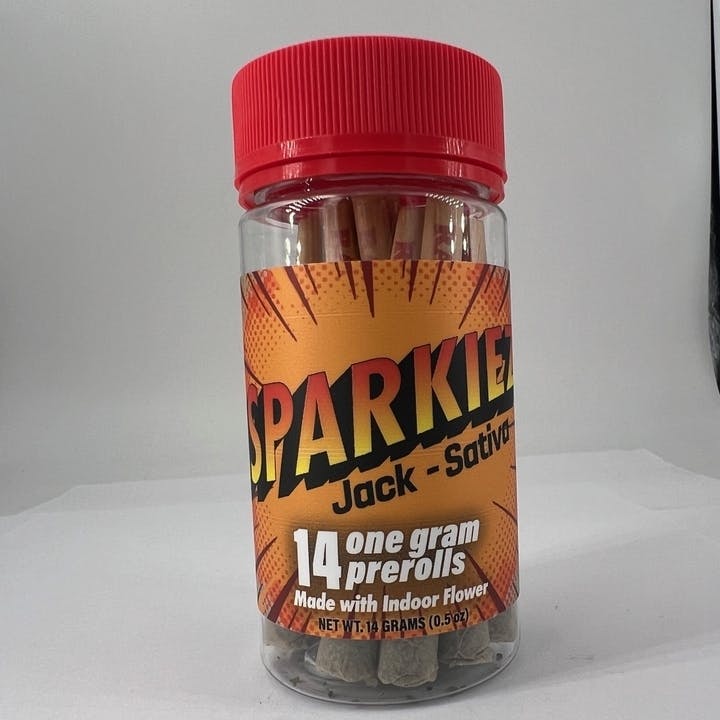 SPARKIEZ
Jack - Sativa
14 one gram
prerolls
Made with Indoor Flower
NET WT. 14 GRAMS (0.5 oz)